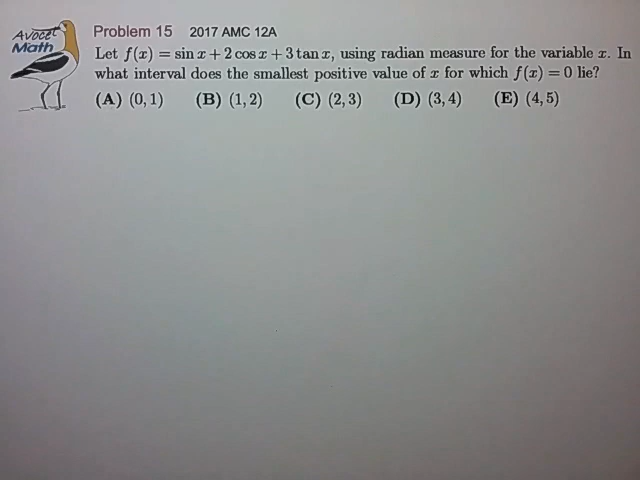 Avocet
Math
Problem 15 2017 AMC 12A
Let f(x) = sin x + 2 cos x + 3 tan x, using radian measure for the variable x. In
what interval does the smallest positive value of x for which f(x) = 0 lie?
(A) (0, 1) (B) (1, 2) (C) (2, 3) (D) (3, 4) (E) (4, 5)